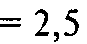 = 2,5